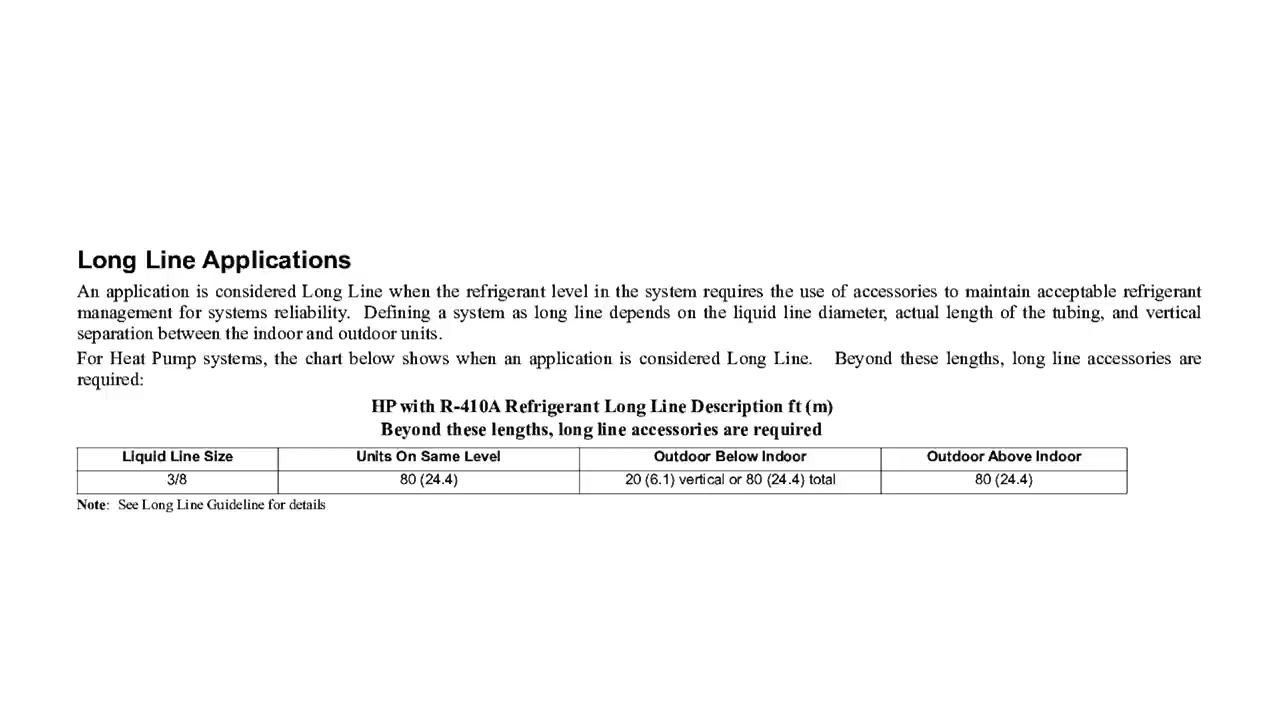 Long Line Applications
An application is considered Long Line when the refrigerant level in the system requires the use of accessories to maintain acceptable refrigerant
management for systems reliability. Defining a system as long line depends on the liquid line diameter, actual length of the tubing, and vertical
separation between the indoor and outdoor units.
For Heat Pump systems, the chart below shows when an application is considered Long Line. Beyond these lengths, long line accessories are
required:
HP with R-410A Refrigerant Long Line Description ft (m)
Beyond these lengths, long line accessories are required
Liquid Line Size Units On Same Level Outdoor Below Indoor Outdoor Above Indoor
3/8 80 (24.4) 20 (6.1) vertical or 80 (24.4) total 80 (24.4)
Note: See Long Line Guideline for details